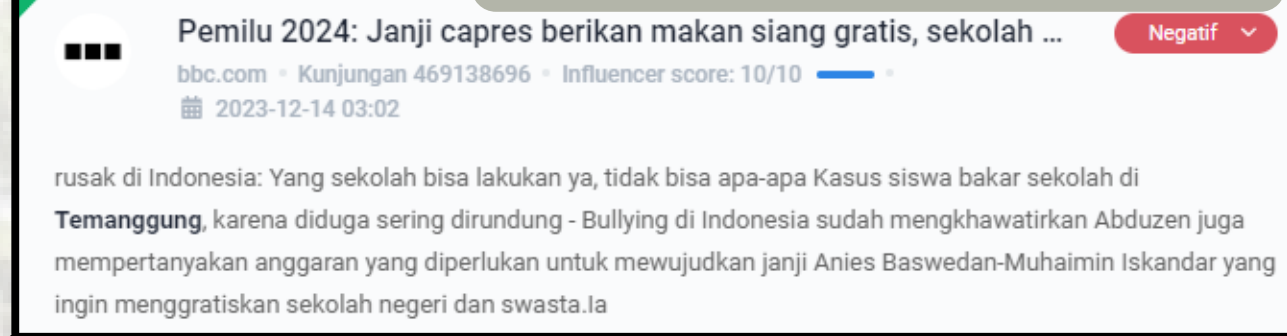 Pemilu 2024: Janji capres berikan makan siang gratis, sekolah ...
Negatif
bbc.com • Kunjungan 469138696 • Influencer score: 10/10
2023-12-14 03:02
rusak di Indonesia: Yang sekolah bisa lakukan ya, tidak bisa apa-apa Kasus siswa bakar sekolah di
Temanggung, karena diduga sering dirundung - Bullying di Indonesia sudah mengkhawatirkan Abduzen juga
mempertanyakan anggaran yang diperlukan untuk mewujudkan janji Anies Baswedan-Muhaimin Iskandar yang
ingin menggratiskan sekolah negeri dan swasta.Ia